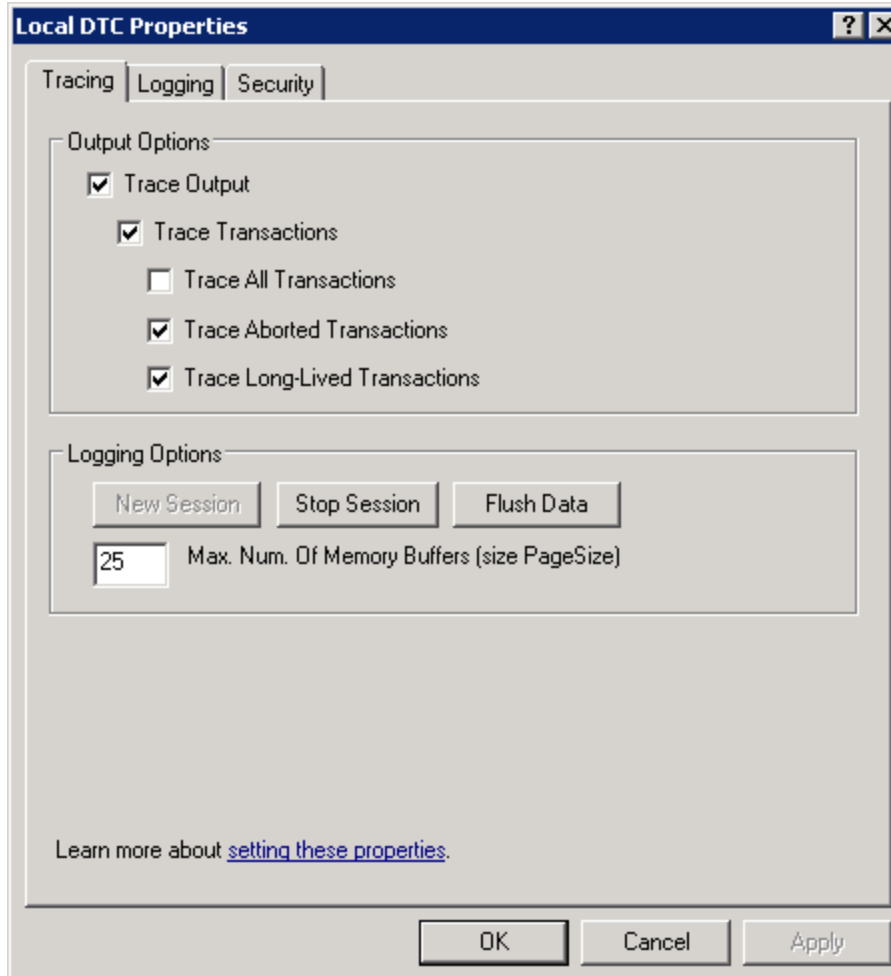 Local DTC Properties
Tracing Logging Security
Output Options
Trace Output
Trace Transactions
Trace All Transactions
Trace Aborted Transactions
Trace Long-Lived Transactions
Logging Options
New Session Stop Session Flush Data
25 Max. Num. Of Memory Buffers (size PageSize)
Learn more about setting these properties.
OK Cancel Apply